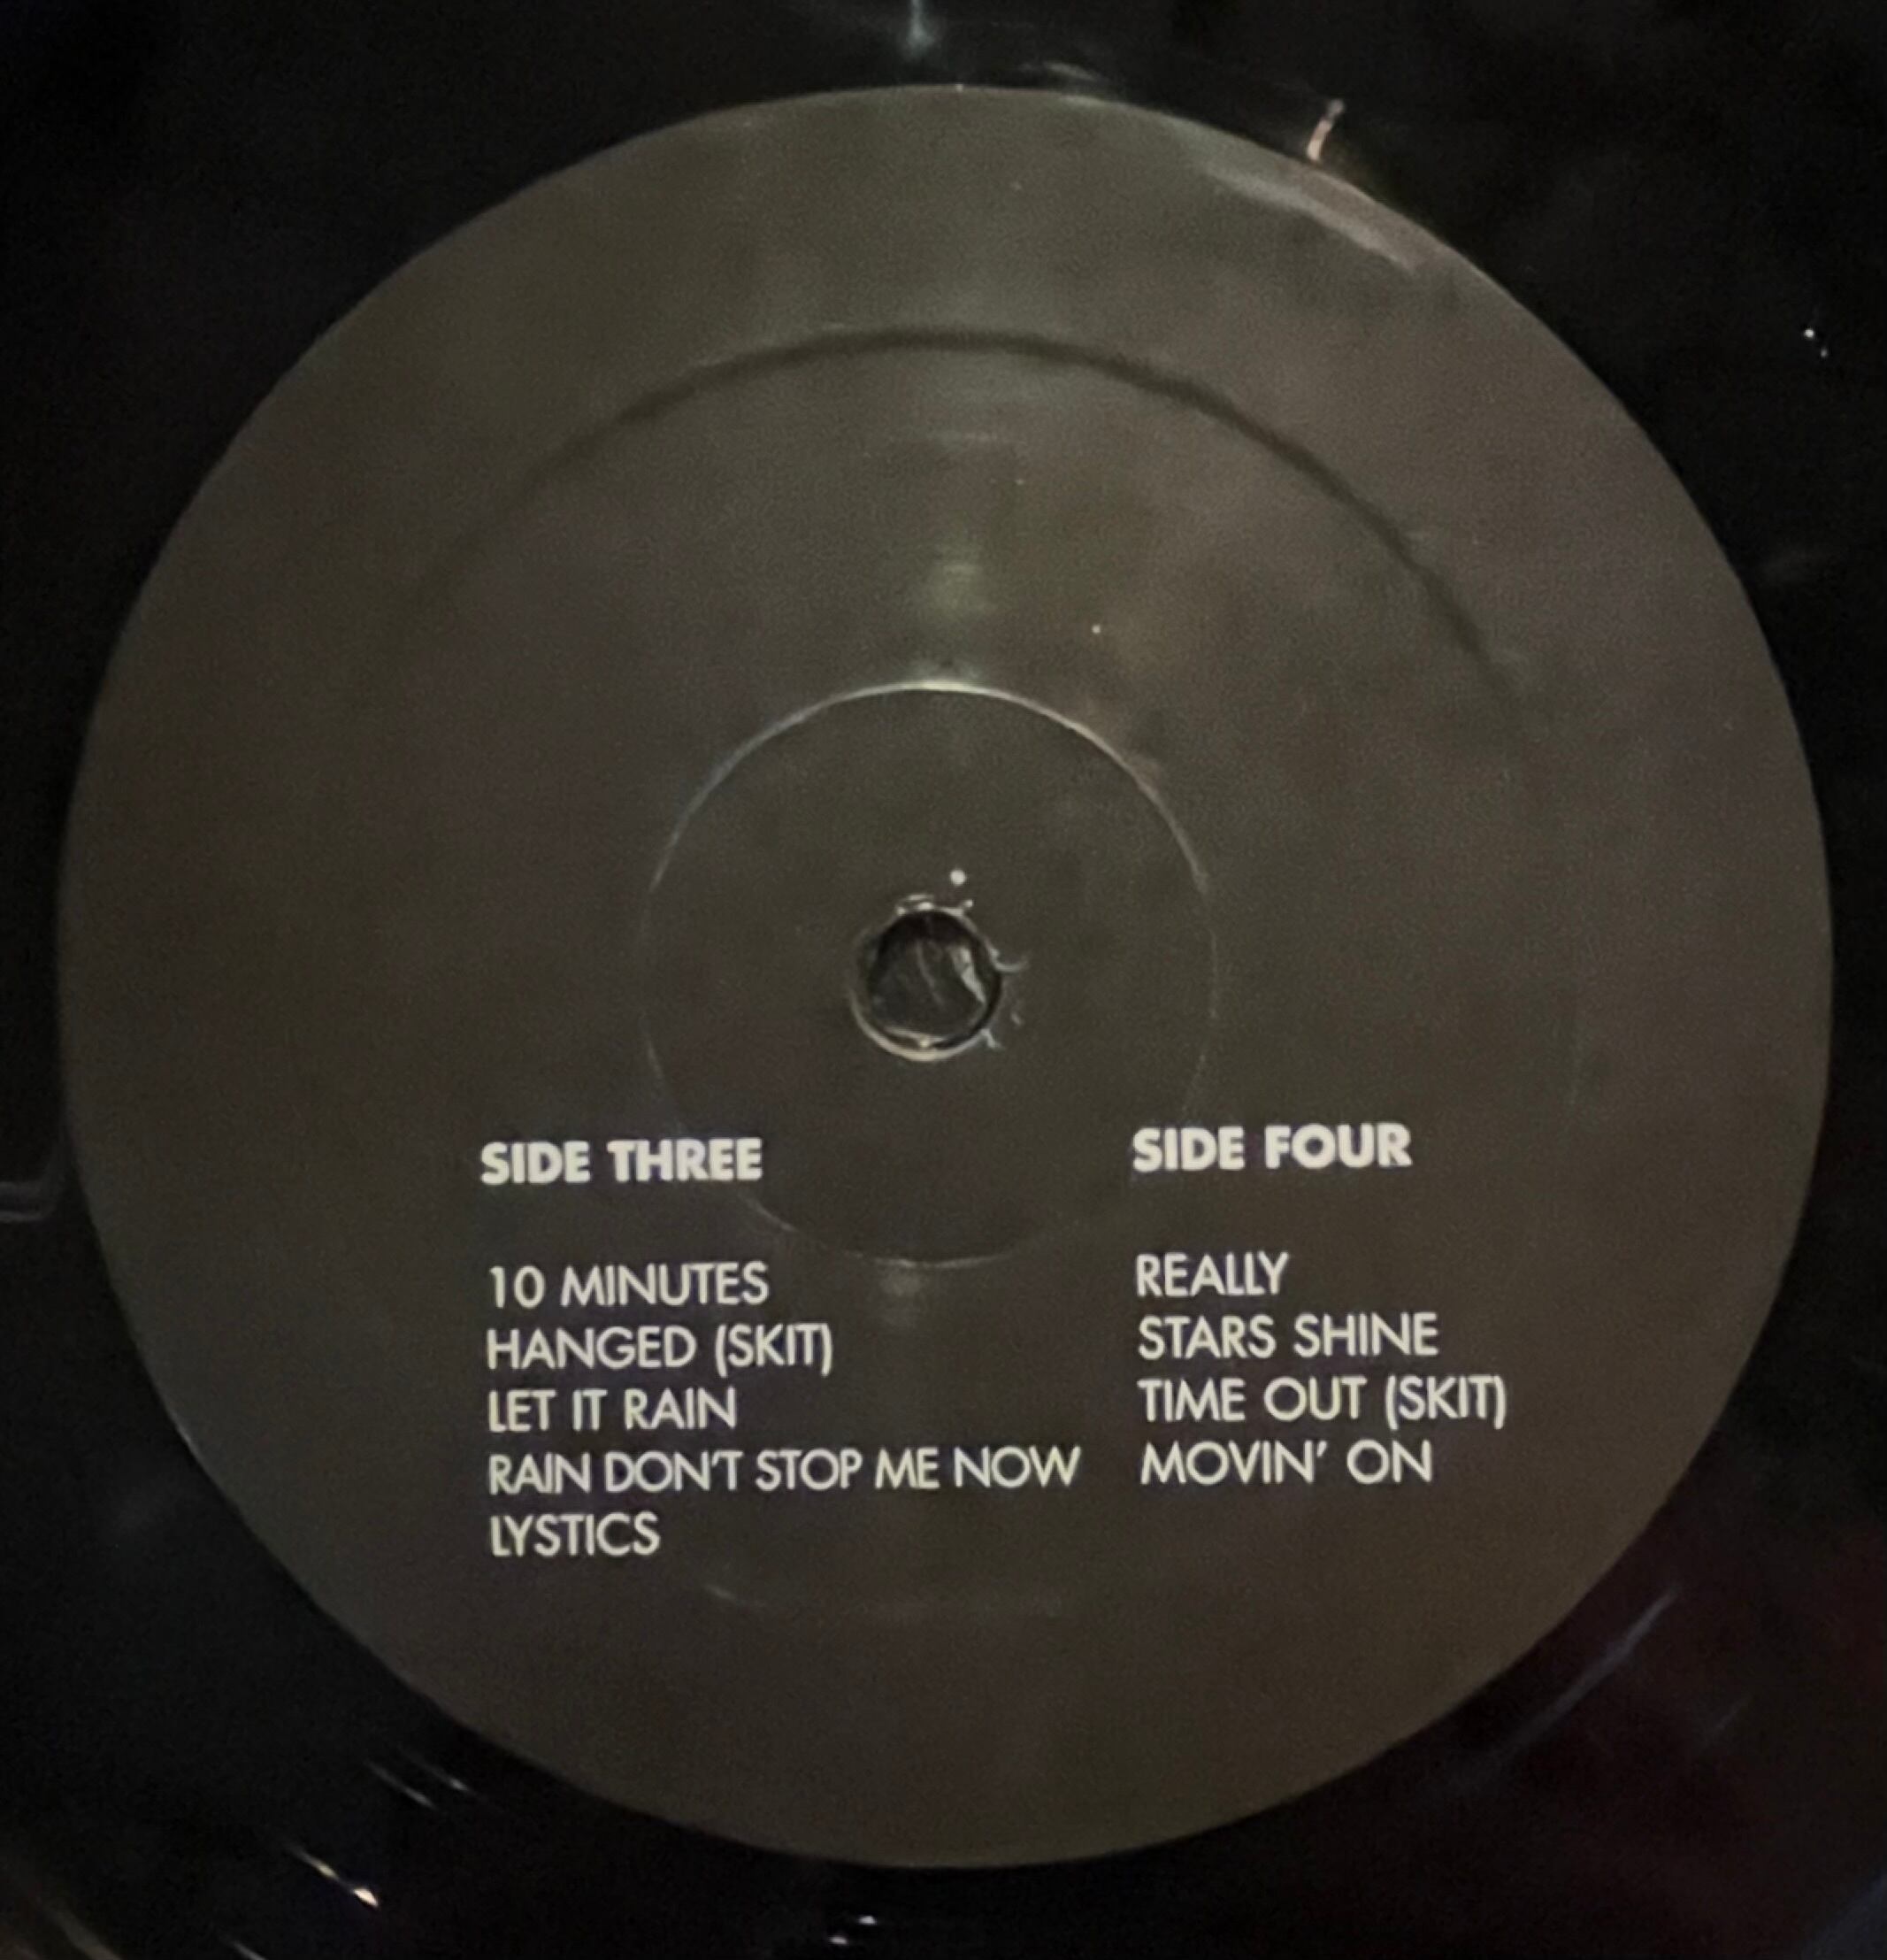 SIDE THREE
10 MINUTES
HANGED (SKIT)
LET IT RAIN
RAIN DON'T STOP ME NOW
LYSTICS
SIDE FOUR
REALLY
STARS SHINE
TIME OUT (SKIT)
MOVIN' ON